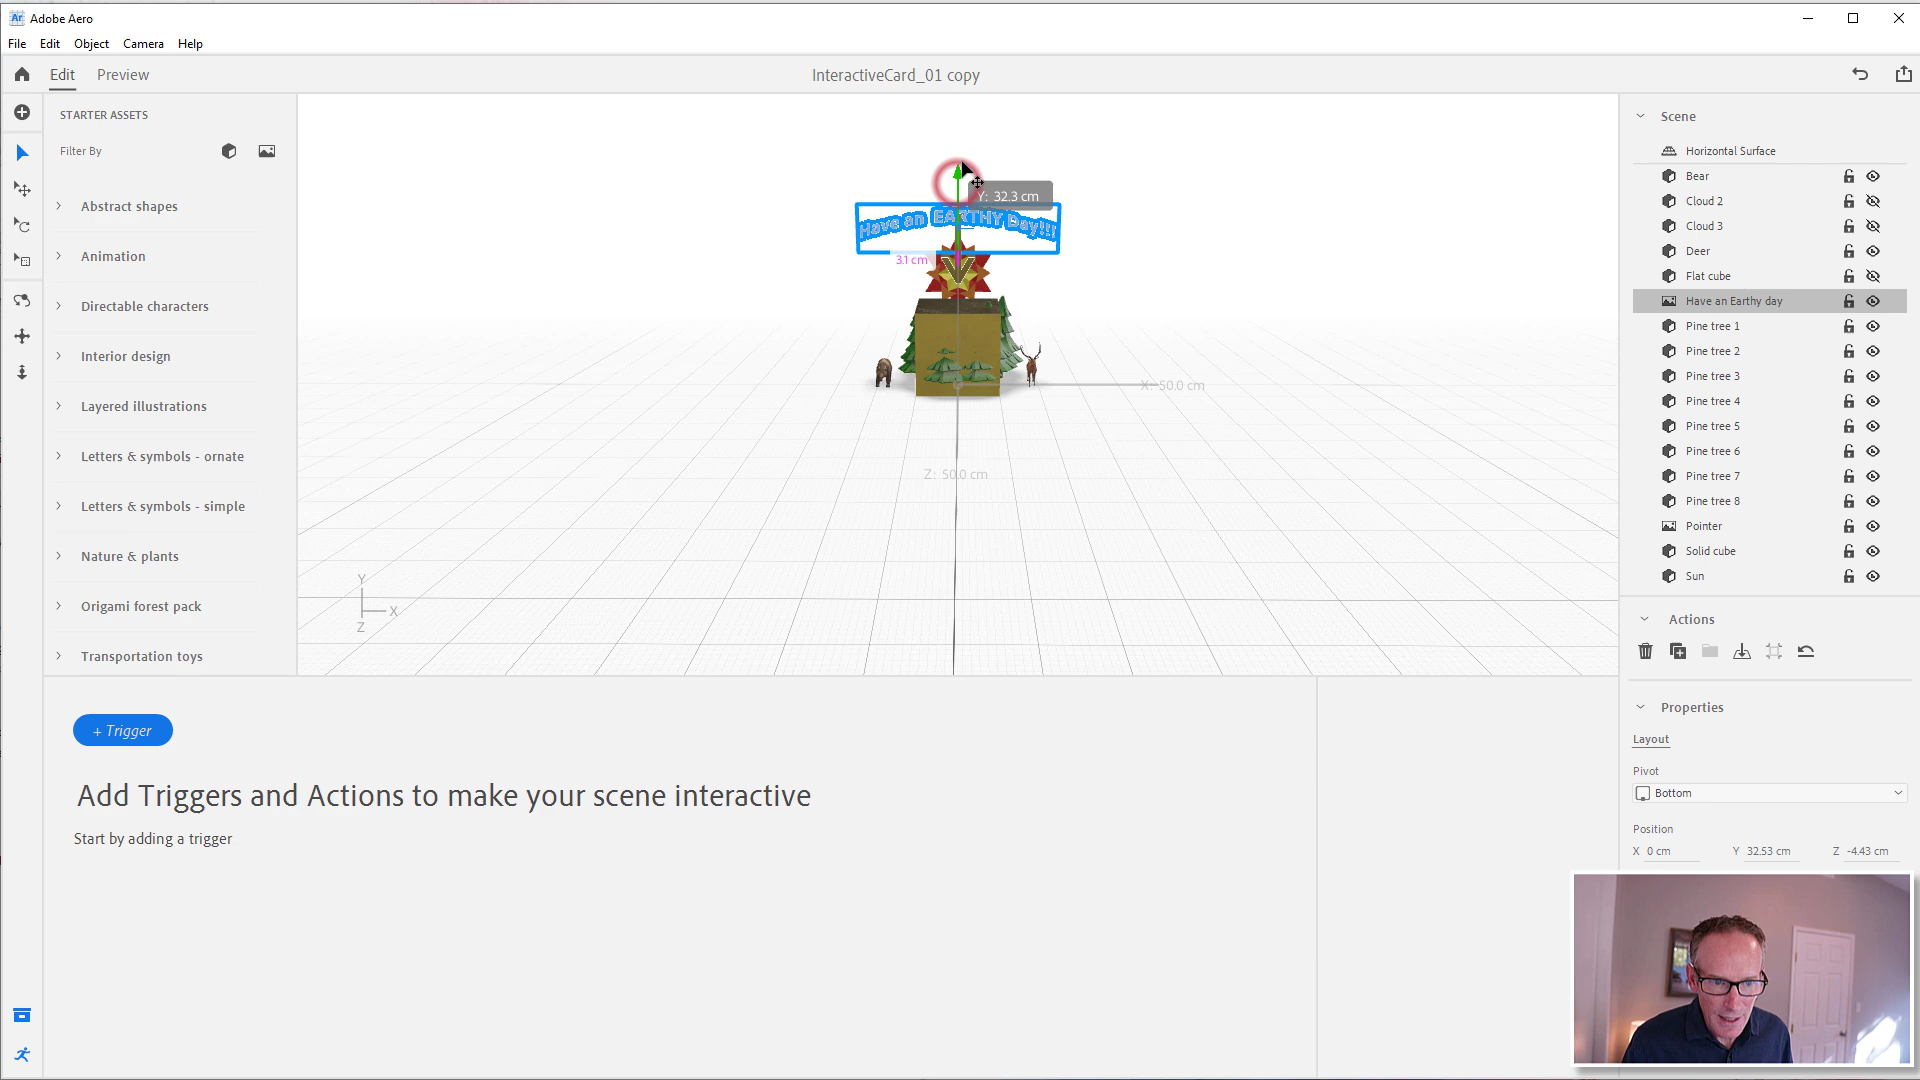 Ar Adobe Aero
File Edit Object Camera Help
Edit Preview InteractiveCard_01 copy
STARTER ASSETS
Filter By
Abstract shapes
Animation
Directable characters
Interior design
Layered illustrations
Letters & symbols - ornate
Letters & symbols - simple
Nature & plants
Origami forest pack
Transportation toys
Y: 32.3 cm
Have an EARTHY Day!!!
3.1 cm
X: 50.0 cm
Z: 50.0 cm
Y
X
Z
Scene
Horizontal Surface
Bear
Cloud 2
Cloud 3
Deer
Flat cube
Have an Earthy day
Pine tree 1
Pine tree 2
Pine tree 3
Pine tree 4
Pine tree 5
Pine tree 6
Pine tree 7
Pine tree 8
Pointer
Solid cube
Sun
Actions
Properties
Layout
Pivot
Bottom
Position
X 0 cm Y 32.53 cm Z -4.43 cm
+ Trigger
Add Triggers and Actions to make your scene interactive
Start by adding a trigger